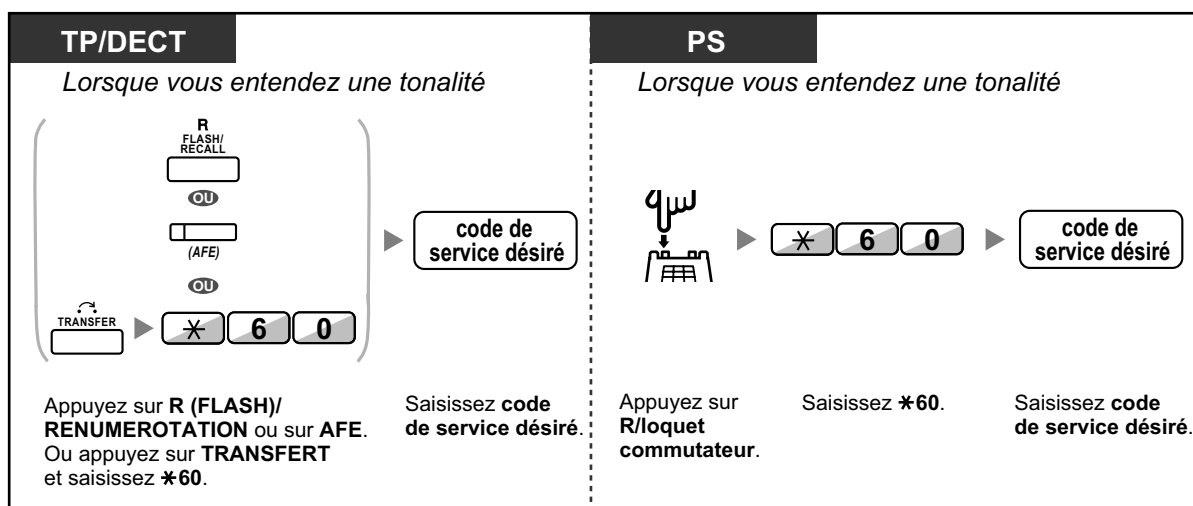 TP/DECT
Lorsque vous entendez une tonalité
R
FLASH/
RECALL
OU
(AFE)
OU
TRANSFER
* 6 0
code de
service désiré
Appuyez sur R (FLASH)/
RENUMEROTATION ou sur AFE.
Ou appuyez sur TRANSFERT
et saisissez *60.
Saisissez code
de service désiré.
PS
Lorsque vous entendez une tonalité
* 6 0
code de
service désiré
Appuyez sur
R/loquet
commutateur.
Saisissez *60.
Saisissez code
de service désiré.